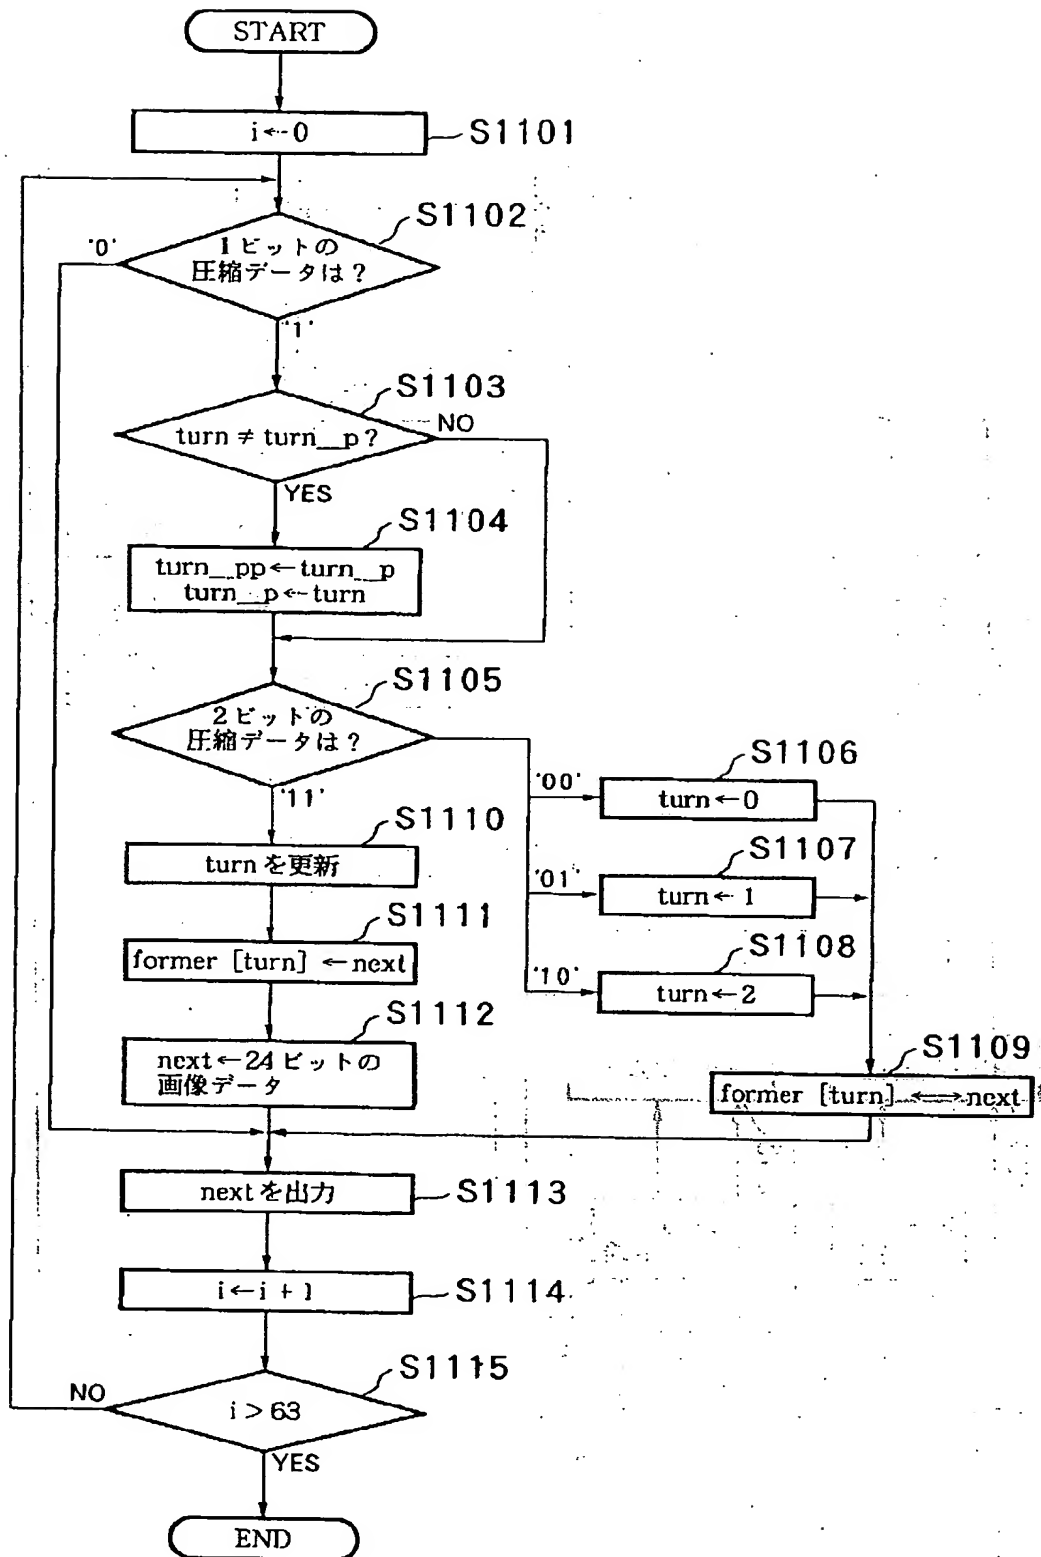 START
i←0
S1101
S1102
'0'
1ビットの
圧縮データは?
'1'
S1103
turn ≠ turn_p?
NO
YES
S1104
turn_pp←turn_p
turn_p←turn
S1105
2ビットの
圧縮データは?
'11'
'00'
S1106
turn←0
'01'
S1107
turn←1
'10'
S1108
turn←2
S1109
former [turn] ⟺next
S1110
turnを更新
S1111
former [turn] ←next
S1112
next←24ビットの
画像データ
nextを出力
S1113
i←i+1
S1114
S1115
NO
i>63
YES
END